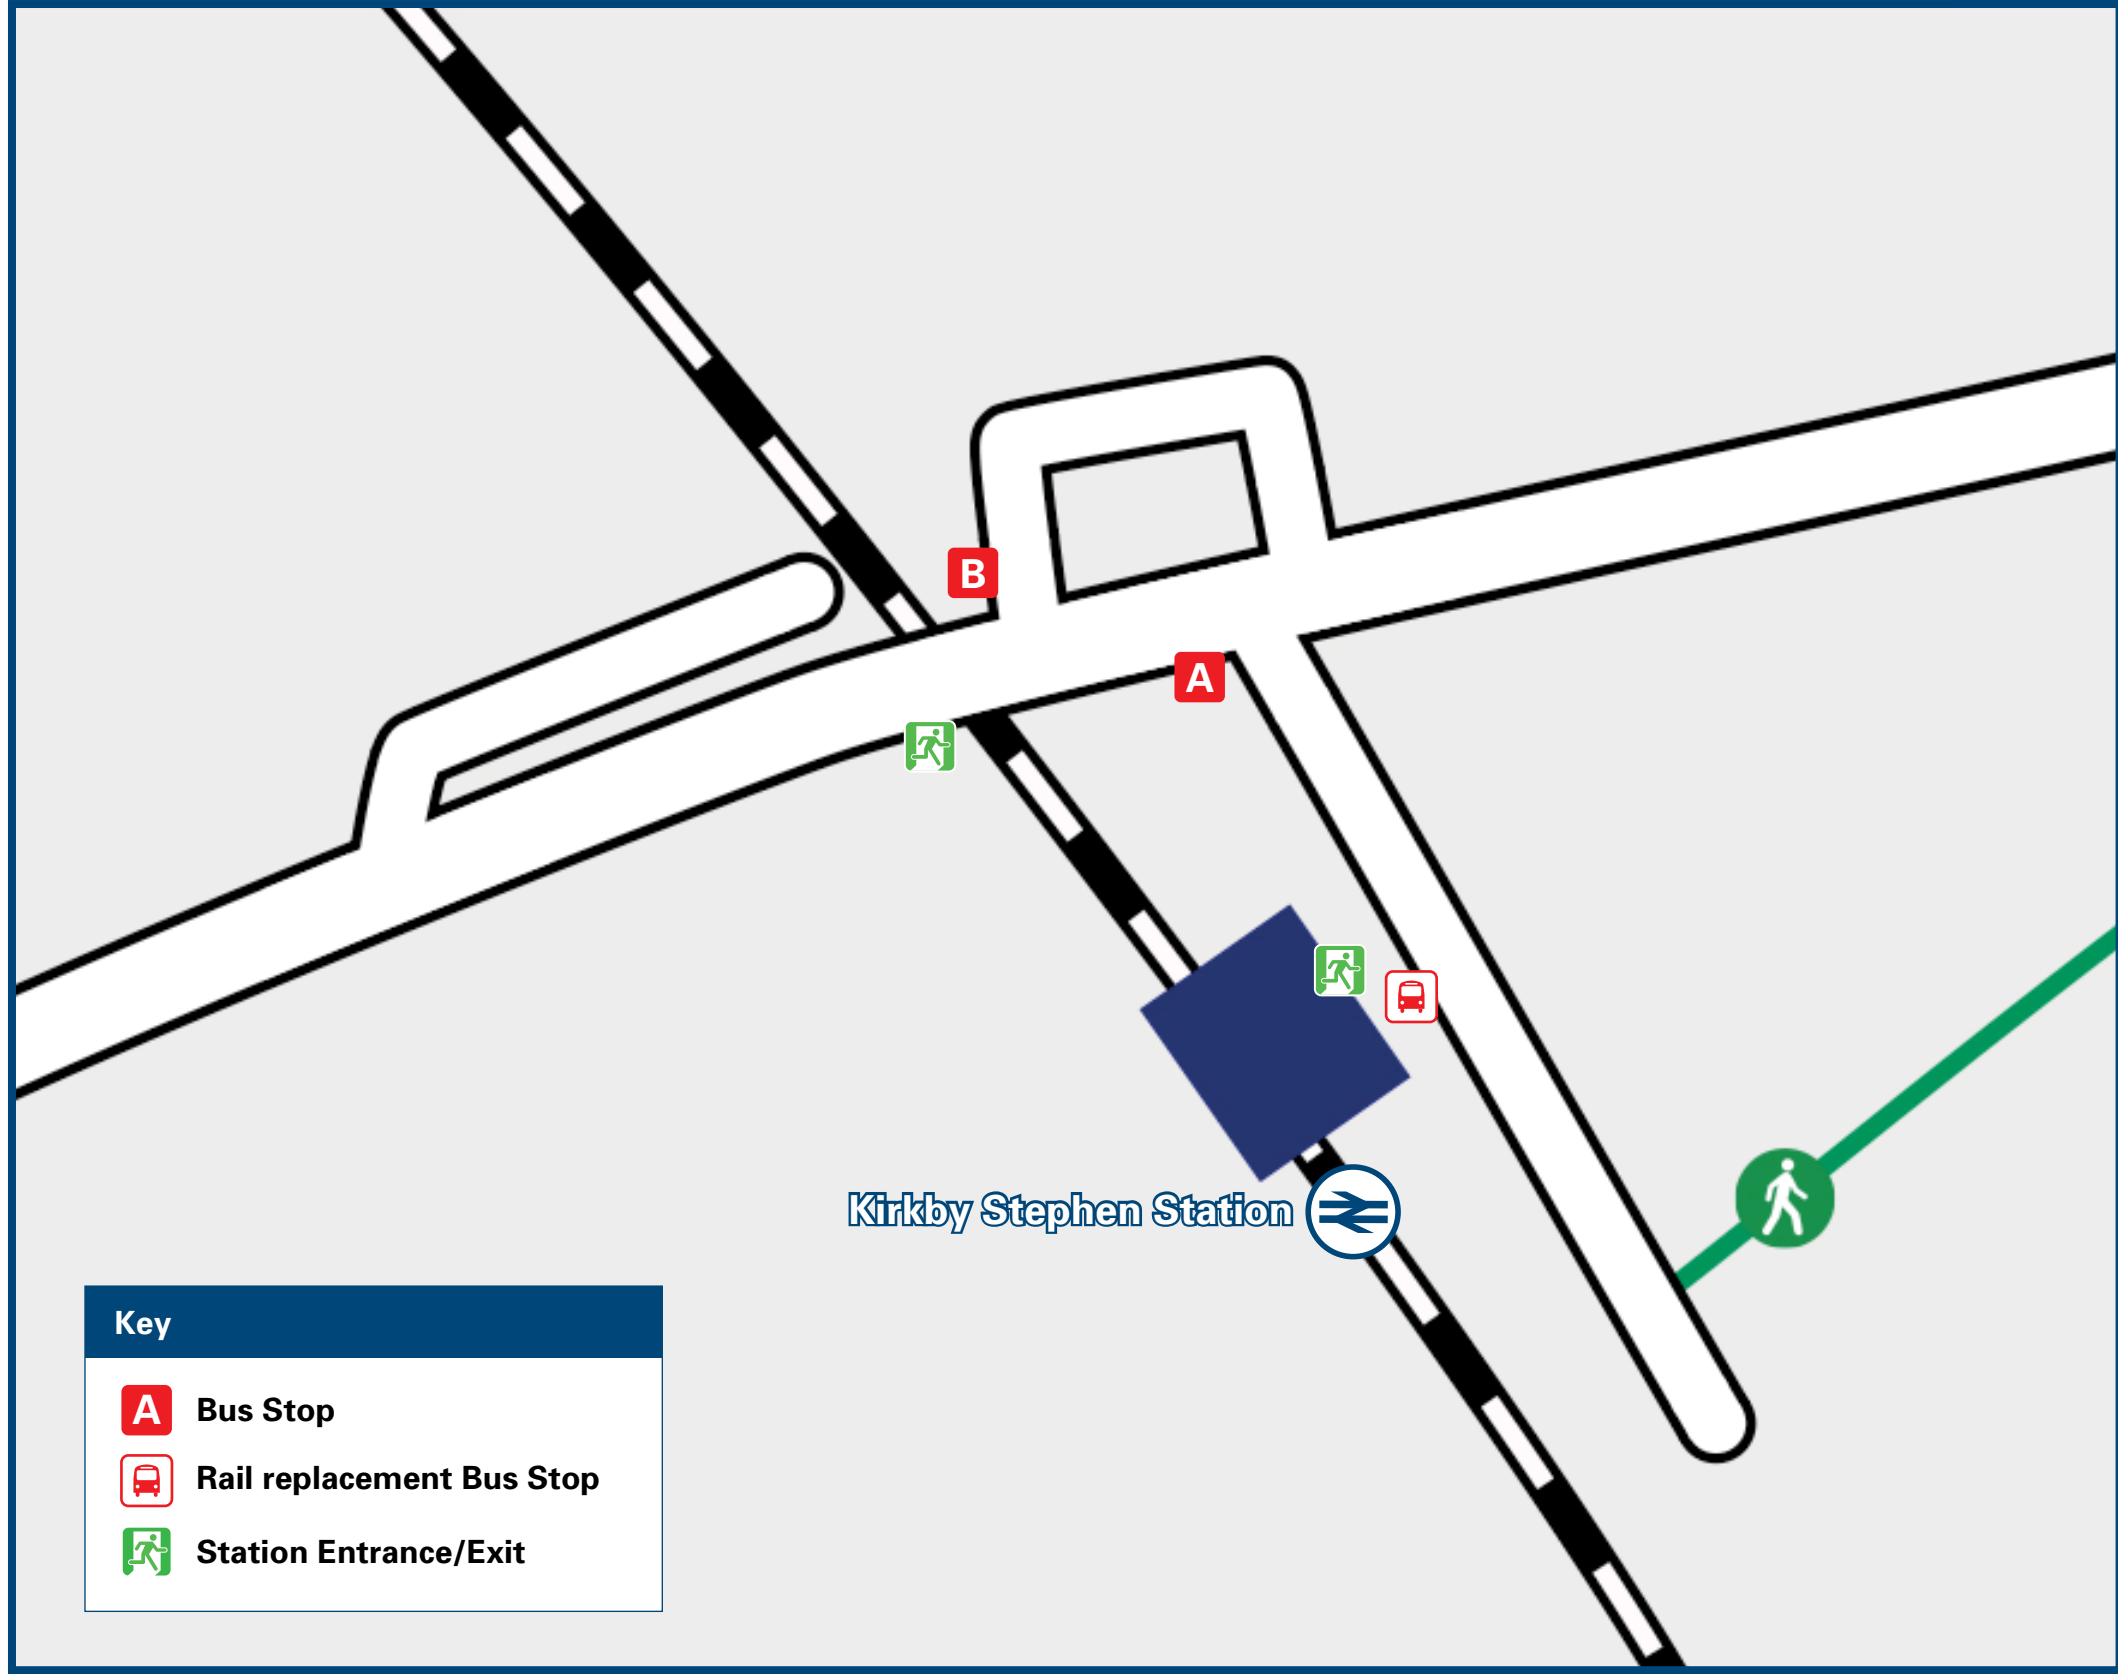 B
A
Kirkby Stephen Station
Key
A Bus Stop
Rail replacement Bus Stop
Station Entrance/Exit